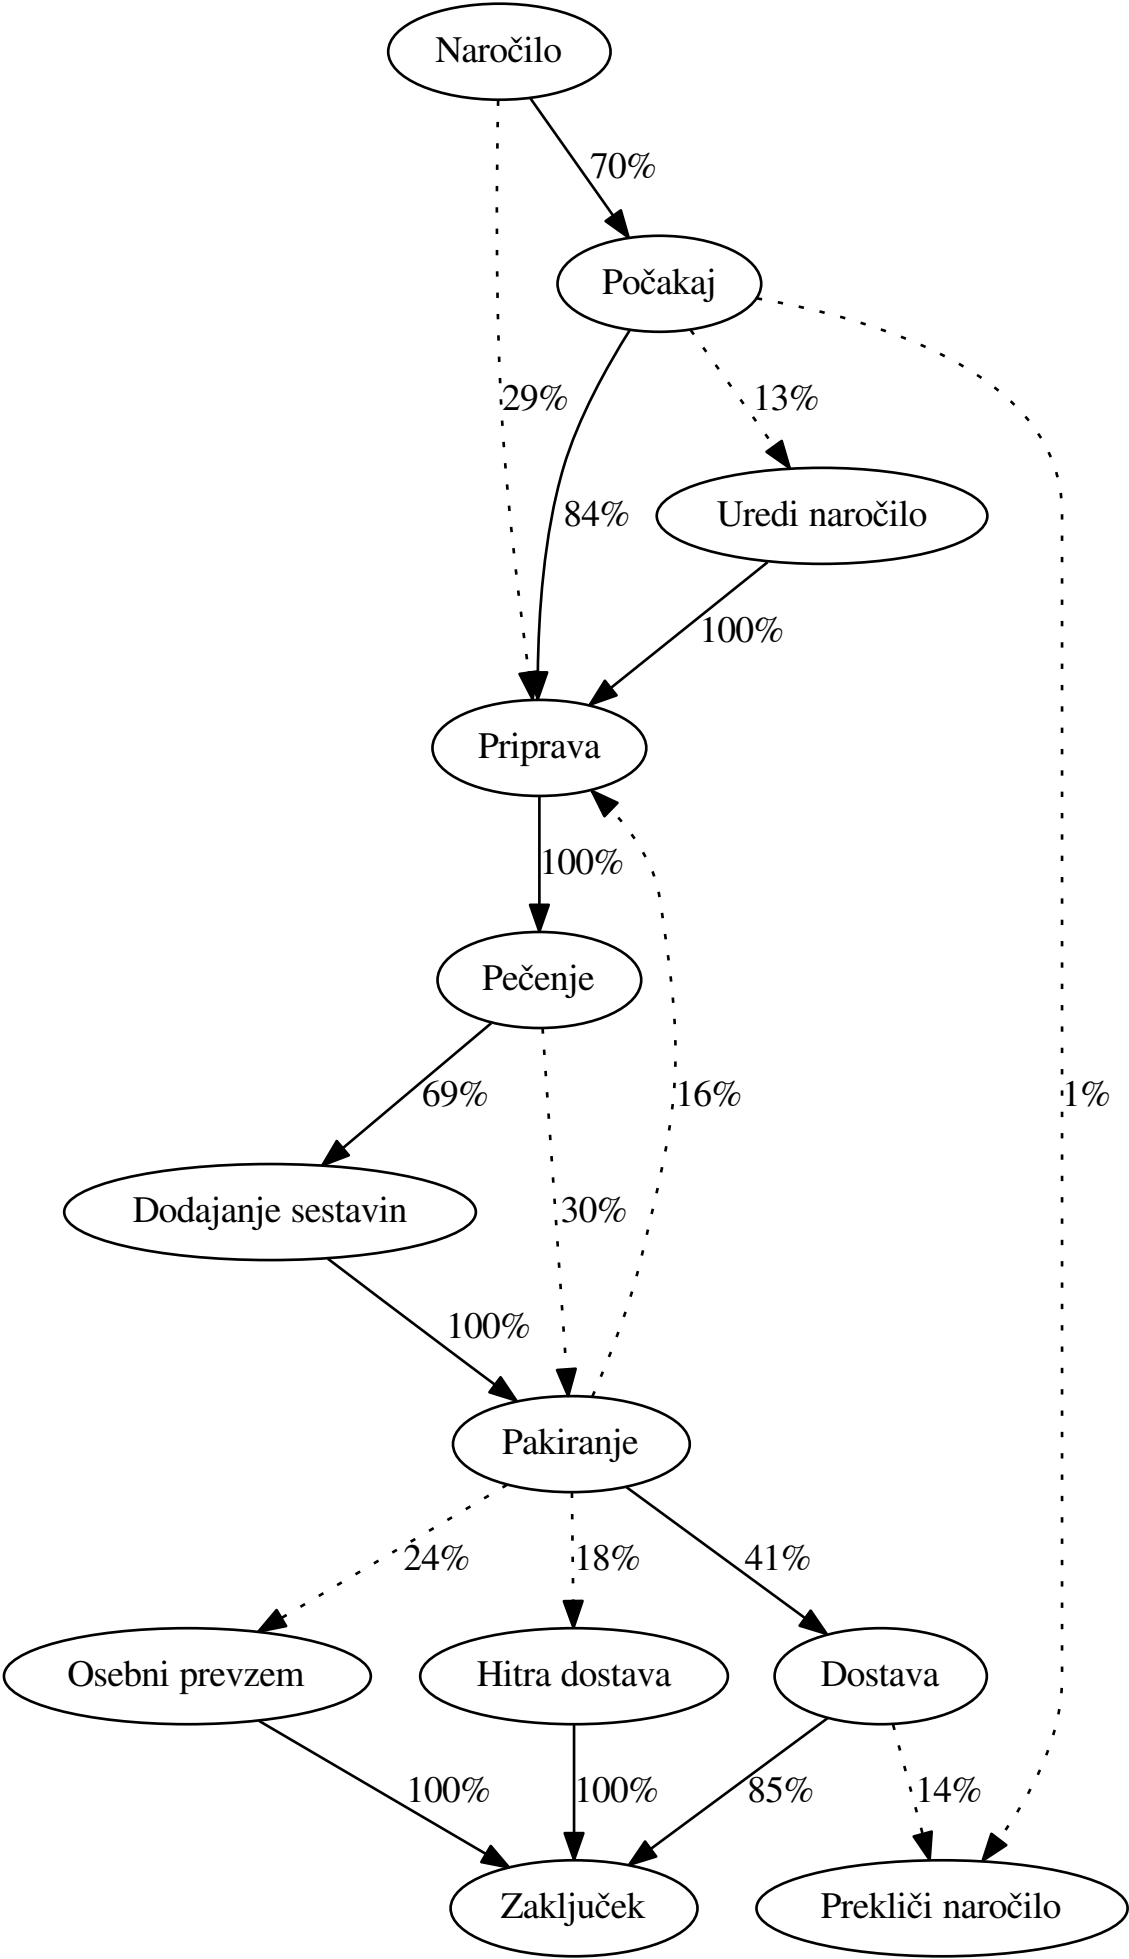 Naročilo
70%
Počakaj
29%
13%
84%
Uredi naročilo
100%
Priprava
100%
Pečenje
69%
16%
1%
Dodajanje sestavin
30%
100%
Pakiranje
24%
18%
41%
Osebni prevzem
Hitra dostava
Dostava
100%
100%
85%
14%
Zaključek
Prekliči naročilo